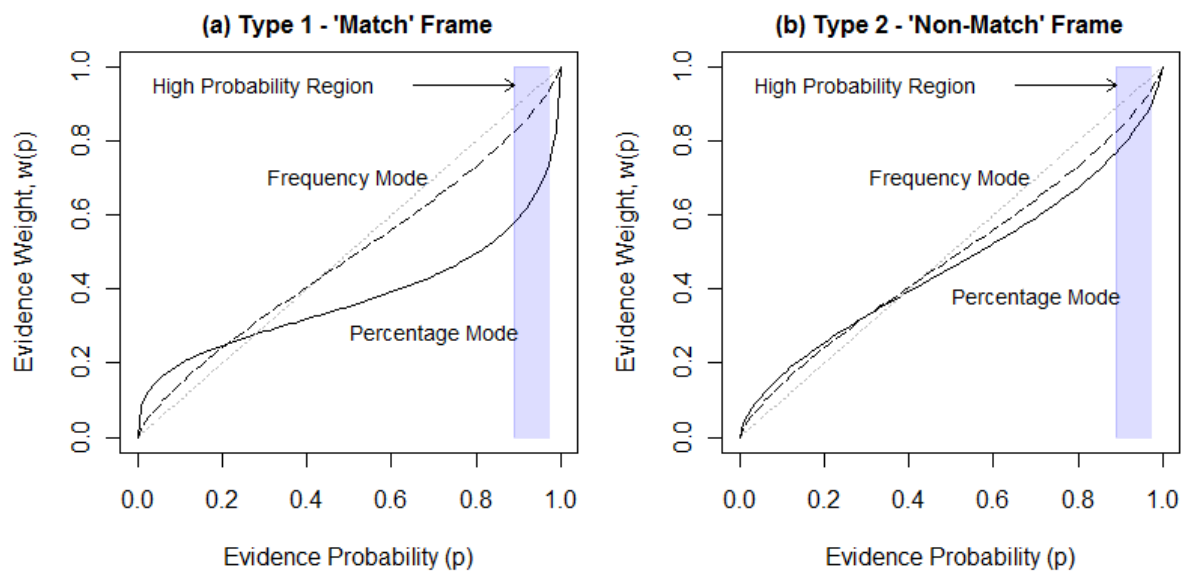 (a) Type 1 - 'Match' Frame
High Probability Region
Frequency Mode
Percentage Mode
Evidence Weight, w(p)
0.0
0.2
0.4
0.6
0.8
1.0
0.0 0.2 0.4 0.6 0.8 1.0
Evidence Probability (p)
(b) Type 2 - 'Non-Match' Frame
High Probability Region
Frequency Mode
Percentage Mode
Evidence Weight, w(p)
0.0
0.2
0.4
0.6
0.8
1.0
0.0 0.2 0.4 0.6 0.8 1.0
Evidence Probability (p)